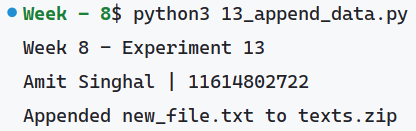 Week - 8$ python3 13_append_data.py
Week 8 - Experiment 13
Amit Singhal | 11614802722
Appended new_file.txt to texts.zip